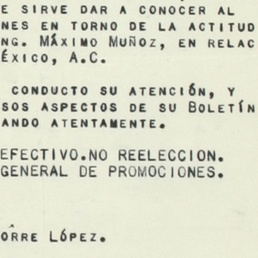 E SIRVE DAR A CONOCER AL
NES EN TORNO DE LA ACTITUD
NG. MÁXIMO MUÑOZ, EN RELAC
ÉXICO, A.C.
CONDUCTO SU ATENCIÓN, Y
SOS ASPECTOS DE SU BOLETÍN
ANDO ATENTAMENTE.
EFECTIVO.NO REELECCION.
GENERAL DE PROMOCIONES.
ORRE LÓPEZ.